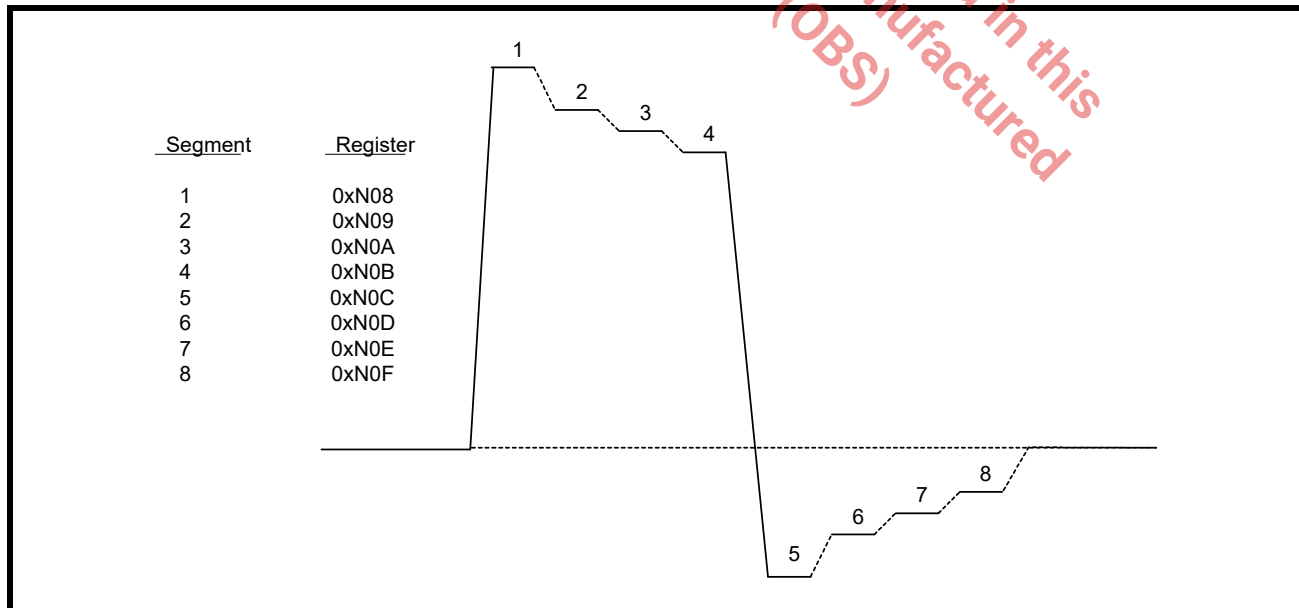 in this
nufactured
(OBS)
Segment Register
1 0xN08
2 0xN09
3 0xN0A
4 0xN0B
5 0xN0C
6 0xN0D
7 0xN0E
8 0xN0F
1
2
3
4
5
6
7
8